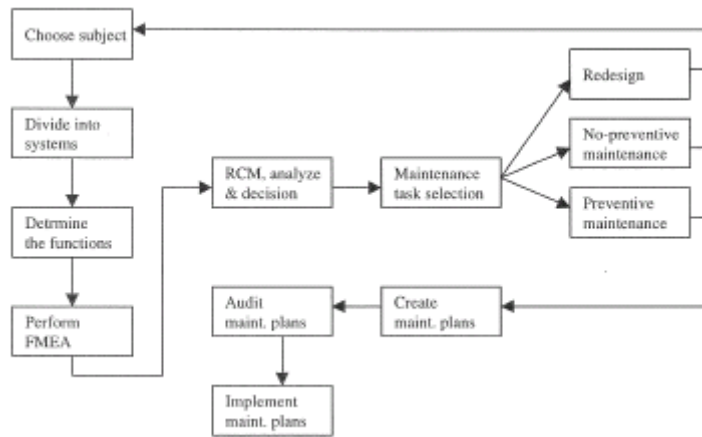 Choose subject
Divide into
systems
Detrmine
the functions
Perform
FMEA
RCM, analyze
& decision
Maintenance
task selection
Redesign
No-preventive
maintenance
Preventive
maintenance
Audit
maint. plans
Create
maint. plans
Implement
maint. plans